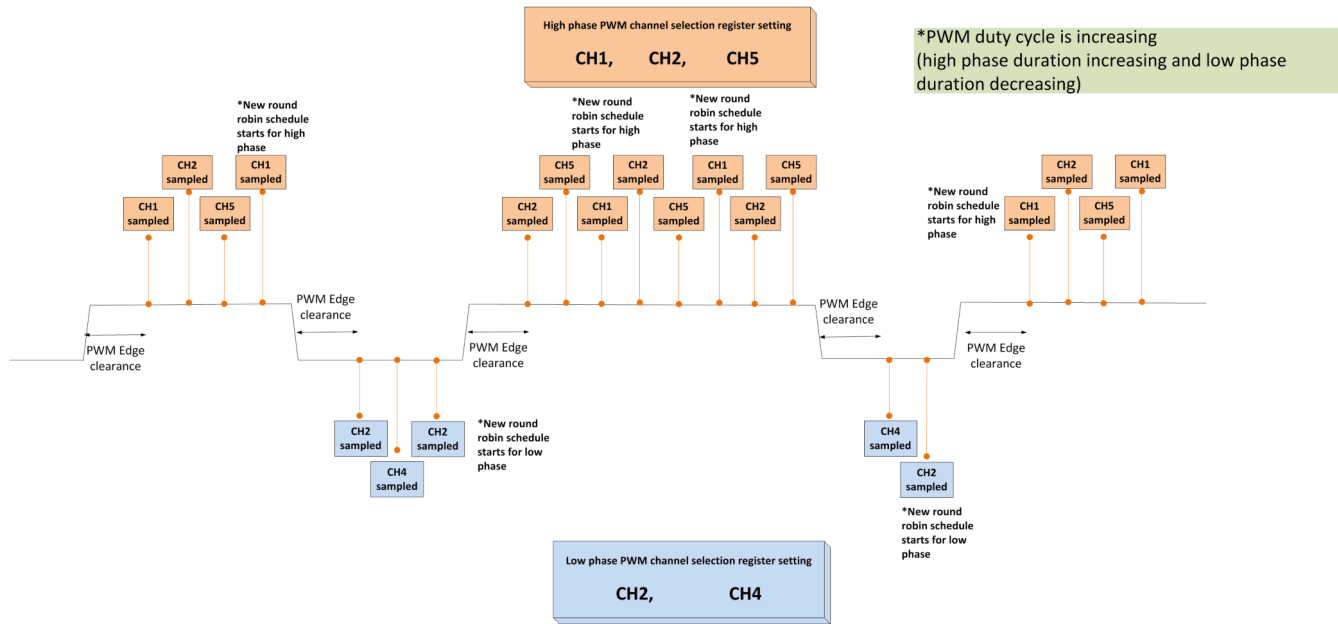 High phase PWM channel selection register setting
CH1, CH2, CH5
*PWM duty cycle is increasing
(high phase duration increasing and low phase
duration decreasing)
*New round
robin schedule
starts for high
phase
*New round
robin schedule
starts for high
phase
*New round
robin schedule
starts for high
phase
CH2
sampled
CH1
sampled
CH5
sampled
CH2
sampled
CH1
sampled
CH5
sampled
CH2
sampled
CH1
sampled
*New round
robin schedule
starts for high
phase
CH1
sampled
CH5
sampled
CH2
sampled
CH1
sampled
CH5
sampled
CH2
sampled
CH1
sampled
CH5
sampled
PWM Edge
clearance
PWM Edge
clearance
PWM Edge
clearance
PWM Edge
clearance
PWM Edge
clearance
CH2
sampled
CH2
sampled
*New round
robin schedule
starts for low
phase
CH4
sampled
CH4
sampled
CH2
sampled
*New round
robin schedule
starts for low
phase
Low phase PWM channel selection register setting
CH2, CH4